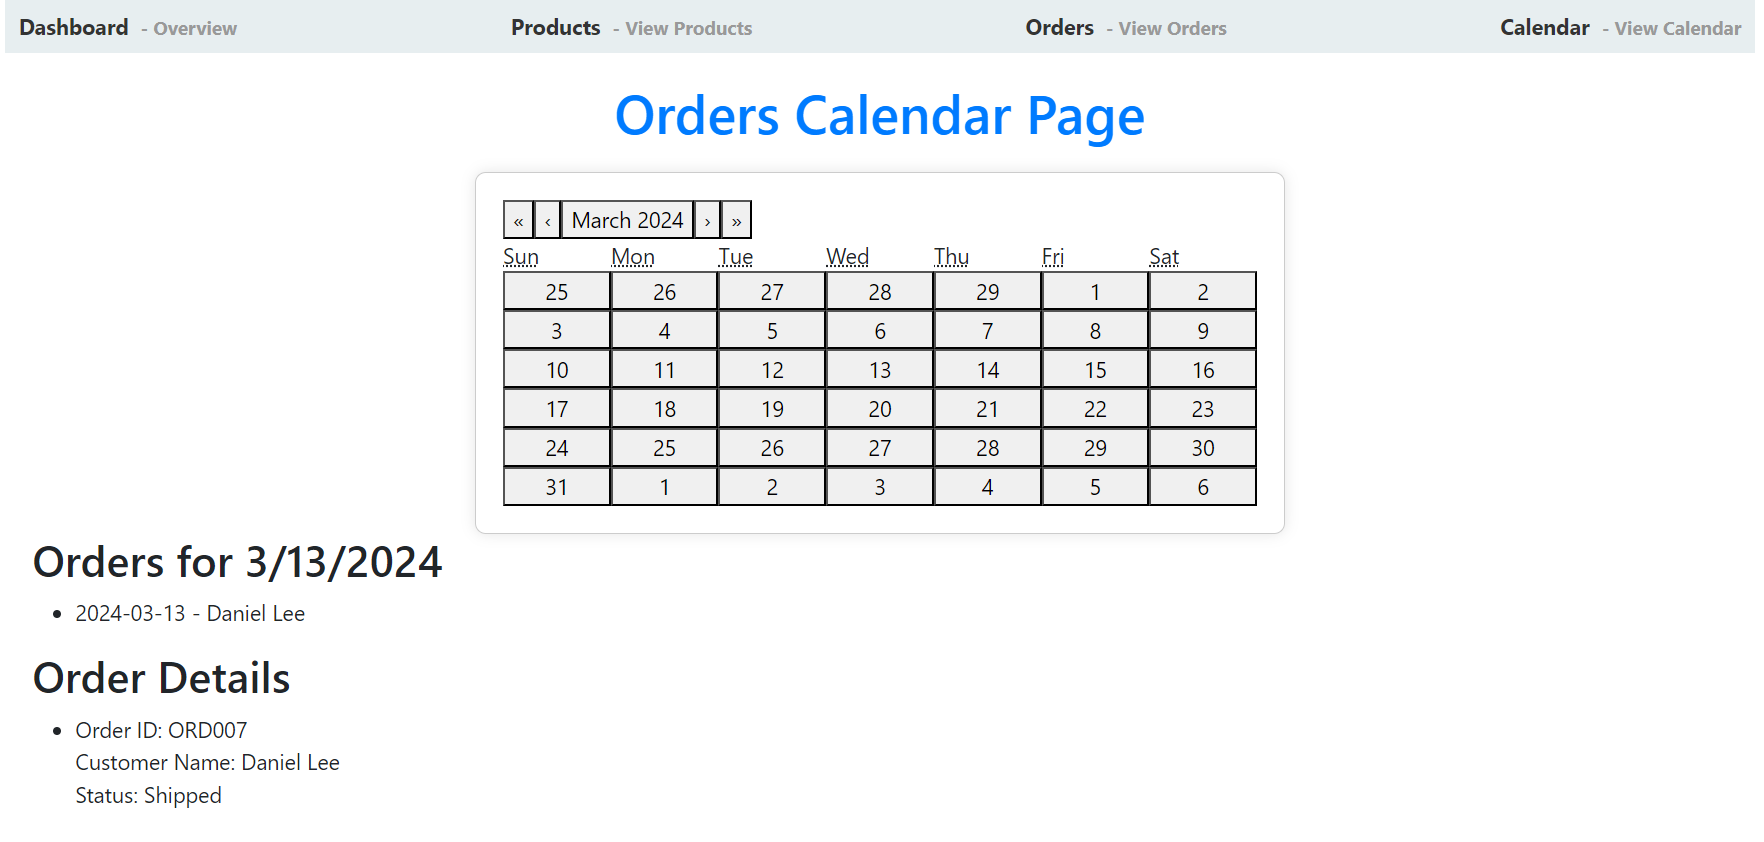 Dashboard - Overview Products - View Products Orders - View Orders Calendar - View Calendar
Orders Calendar Page
« ‹ March 2024 › »
Sun Mon Tue Wed Thu Fri Sat
25 26 27 28 29 1 2
3 4 5 6 7 8 9
10 11 12 13 14 15 16
17 18 19 20 21 22 23
24 25 26 27 28 29 30
31 1 2 3 4 5 6
Orders for 3/13/2024
• 2024-03-13 - Daniel Lee
Order Details
• Order ID: ORD007
Customer Name: Daniel Lee
Status: Shipped